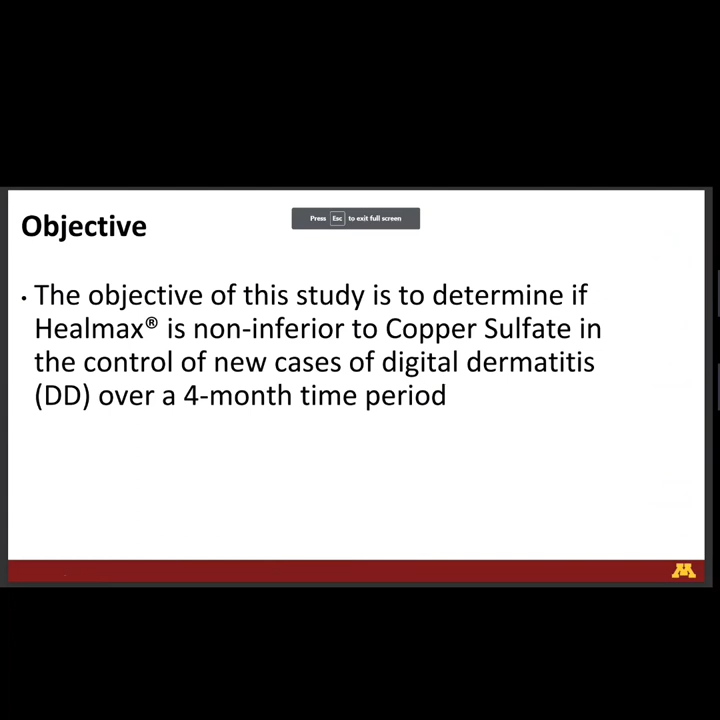 Press Esc to exit full screen
Objective
• The objective of this study is to determine if
Healmax® is non-inferior to Copper Sulfate in
the control of new cases of digital dermatitis
(DD) over a 4-month time period
M